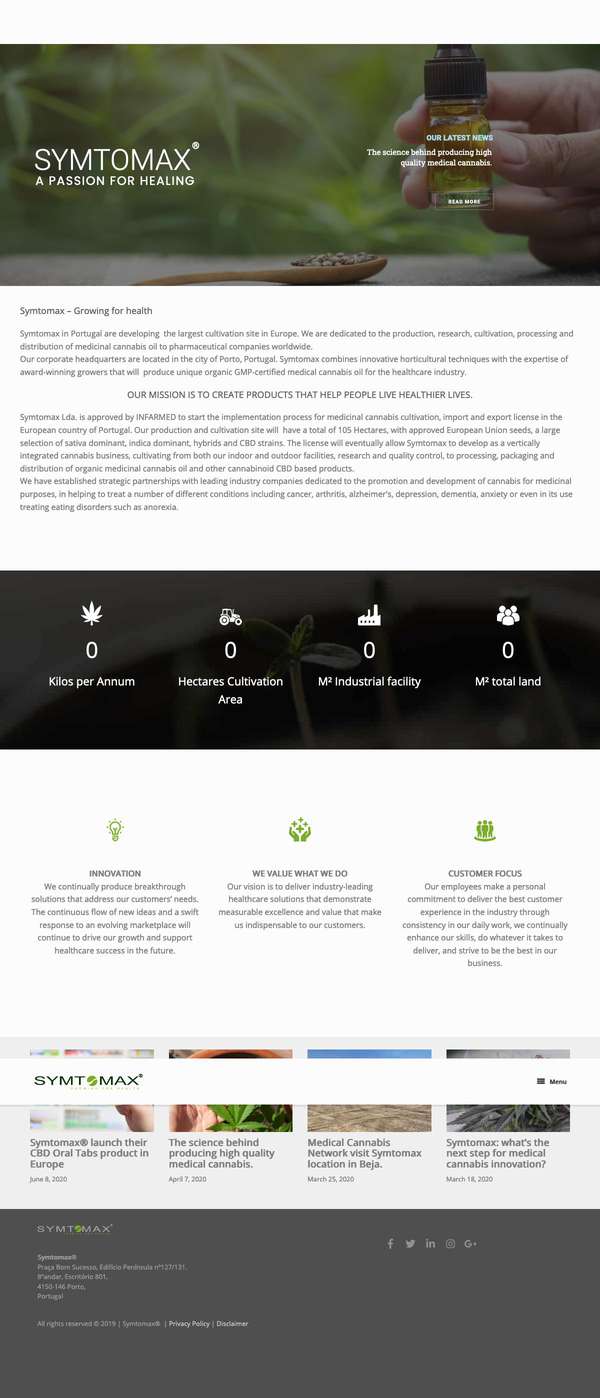 OUR LATEST NEWS
The science behind producing high
quality medical cannabis.
SYMTOMAX®
A PASSION FOR HEALING
READ MORE
Symtomax – Growing for health
Symtomax in Portugal are developing the largest cultivation site in Europe. We are dedicated to the production, research, cultivation, processing and
distribution of medicinal cannabis oil to pharmaceutical companies worldwide.
Our corporate headquarters are located in the city of Porto, Portugal. Symtomax combines innovative horticultural techniques with the expertise of
award-winning growers that will produce unique organic GMP-certified medical cannabis oil for the healthcare industry.
OUR MISSION IS TO CREATE PRODUCTS THAT HELP PEOPLE LIVE HEALTHIER LIVES.
Symtomax Lda. is approved by INFARMED to start the implementation process for medicinal cannabis cultivation, import and export license in the
European country of Portugal. Our production and cultivation site will have a total of 105 Hectares, with approved European Union seeds, a large
selection of sativa dominant, indica dominant, hybrids and CBD strains. The license will eventually allow Symtomax to develop as a vertically
integrated cannabis business, cultivating from both our indoor and outdoor facilities, research and quality control, to processing, packaging and
distribution of organic medicinal cannabis oil and other cannabinoid CBD based products.
We have established strategic partnerships with leading industry companies dedicated to the promotion and development of cannabis for medicinal
purposes, in helping to treat a number of different conditions including cancer, arthritis, alzheimer's, depression, dementia, anxiety or even in its use
treating eating disorders such as anorexia.
0 0 0 0
Kilos per Annum Hectares Cultivation M² Industrial facility M² total land
Area
INNOVATION
We continually produce breakthrough
solutions that address our customers' needs.
The continuous flow of new ideas and a swift
response to an evolving marketplace will
continue to drive our growth and support
healthcare success in the future.
WE VALUE WHAT WE DO
Our vision is to deliver industry-leading
healthcare solutions that demonstrate
measurable excellence and value that make
us indispensable to our customers.
CUSTOMER FOCUS
Our employees make a personal
commitment to deliver the best customer
experience in the industry through
consistency in our daily work, we continually
enhance our skills, do whatever it takes to
deliver, and strive to be the best in our
business.
SYMTOMAX®
Menu
Symtomax® launch their
CBD Oral Tabs product in
Europe
June 8, 2020
The science behind
producing high quality
medical cannabis.
April 7, 2020
Medical Cannabis
Network visit Symtomax
location in Beja.
March 25, 2020
Symtomax: what's the
next step for medical
cannabis innovation?
March 18, 2020
SYMTOMAX®
Symtomax®
Praça Bom Sucesso, Edifício Península nº127/131,
8ºandar, Escritório 801,
4150-146 Porto,
Portugal
All rights reserved © 2019 | Symtomax® | Privacy Policy | Disclaimer